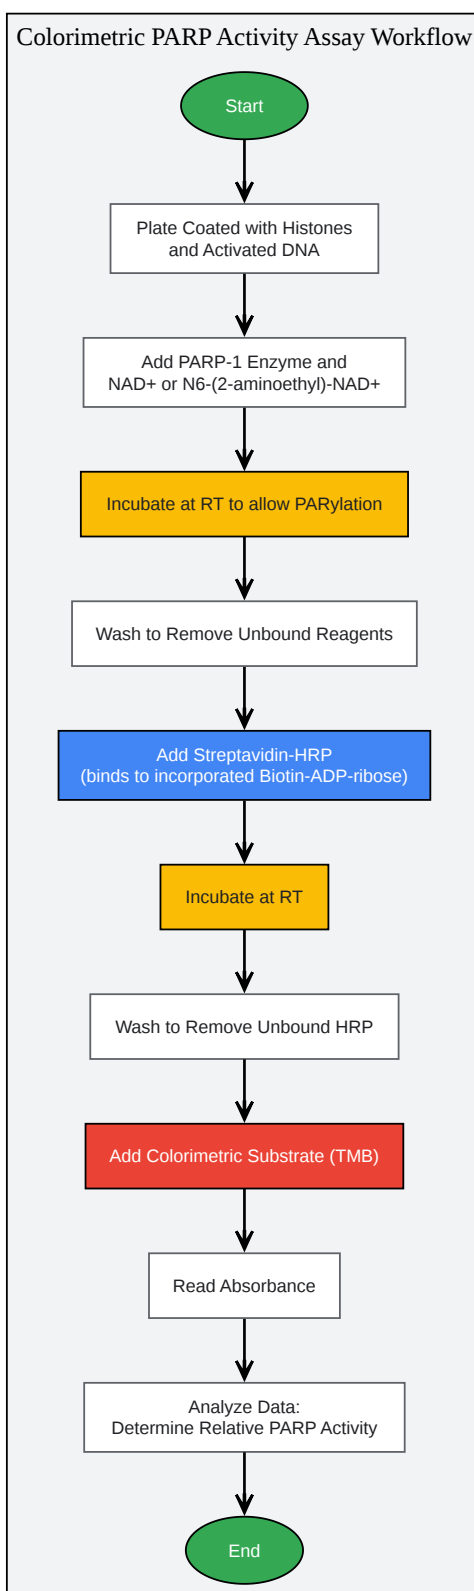 Colorimetric PARP Activity Assay Workflow
Start
Plate Coated with Histones
and Activated DNA
Add PARP-1 Enzyme and
NAD+ or N6-(2-aminoethyl)-NAD+
Incubate at RT to allow PARylation
Wash to Remove Unbound Reagents
Add Streptavidin-HRP
(binds to incorporated Biotin-ADP-ribose)
Incubate at RT
Wash to Remove Unbound HRP
Add Colorimetric Substrate (TMB)
Read Absorbance
Analyze Data:
Determine Relative PARP Activity
End